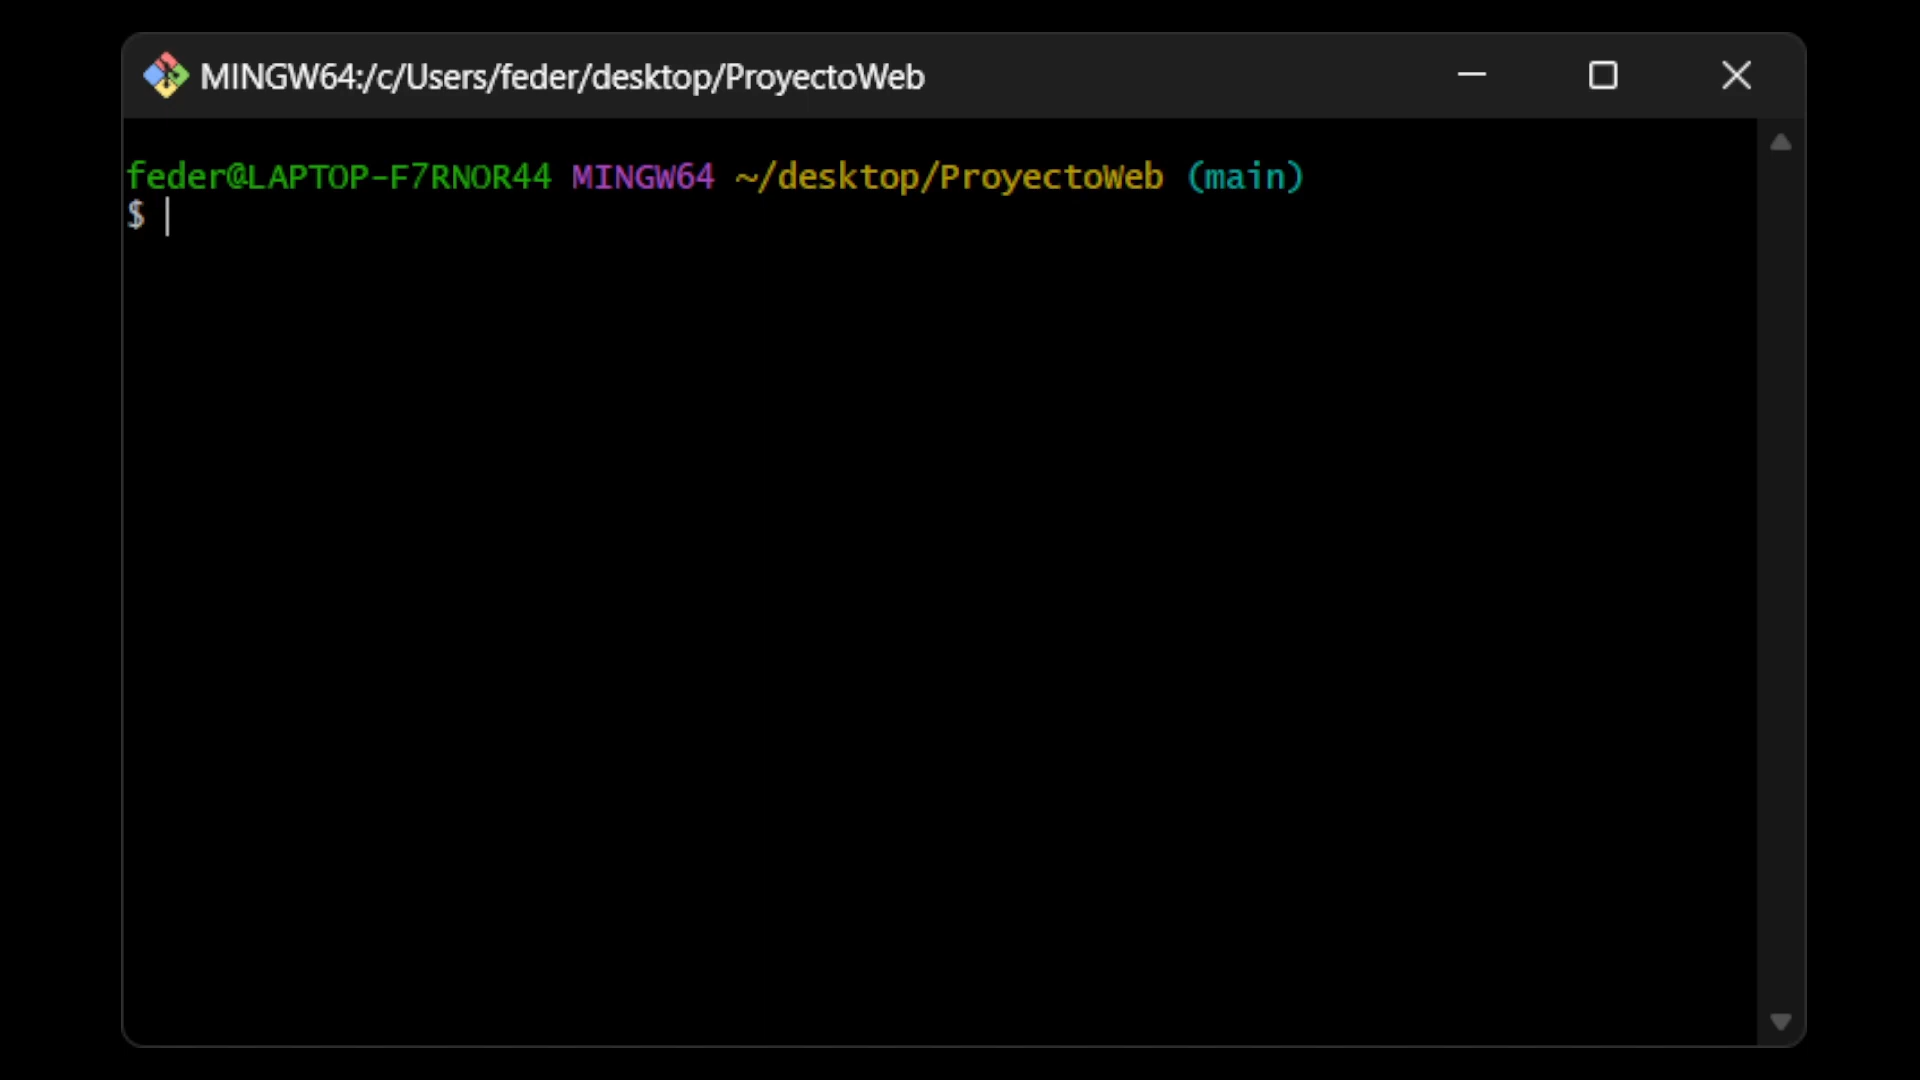 MINGW64:/c/Users/feder/desktop/ProyectoWeb
feder@LAPTOP-F7RNOR44 MINGW64 ~/desktop/ProyectoWeb (main)
$